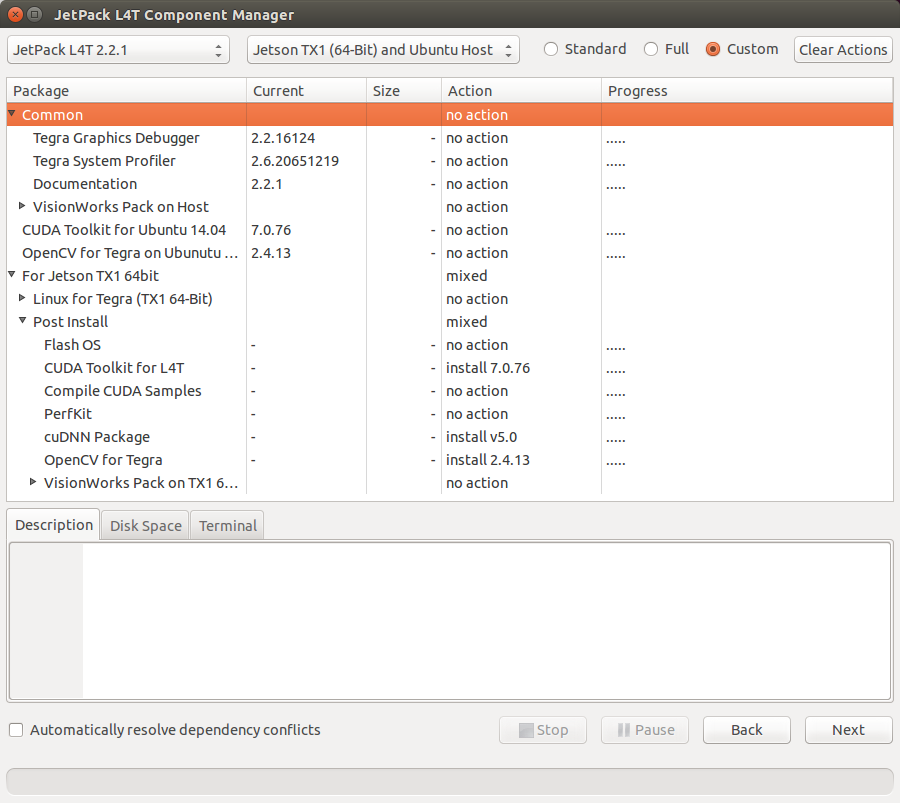 JetPack L4T Component Manager
JetPack L4T 2.2.1 Jetson TX1 (64-Bit) and Ubuntu Host Standard Full Custom Clear Actions
Package Current Size Action Progress
Common no action
Tegra Graphics Debugger 2.2.16124 - no action .....
Tegra System Profiler 2.6.20651219 - no action .....
Documentation 2.2.1 - no action .....
VisionWorks Pack on Host no action
CUDA Toolkit for Ubuntu 14.04 7.0.76 - no action .....
OpenCV for Tegra on Ubunutu ... 2.4.13 - no action .....
For Jetson TX1 64bit mixed
Linux for Tegra (TX1 64-Bit) no action
Post Install mixed
Flash OS - - no action .....
CUDA Toolkit for L4T - - install 7.0.76 .....
Compile CUDA Samples - - no action .....
PerfKit - - no action .....
cuDNN Package - - install v5.0 .....
OpenCV for Tegra - - install 2.4.13 .....
VisionWorks Pack on TX1 6... no action
Description Disk Space Terminal
Automatically resolve dependency conflicts Stop Pause Back Next